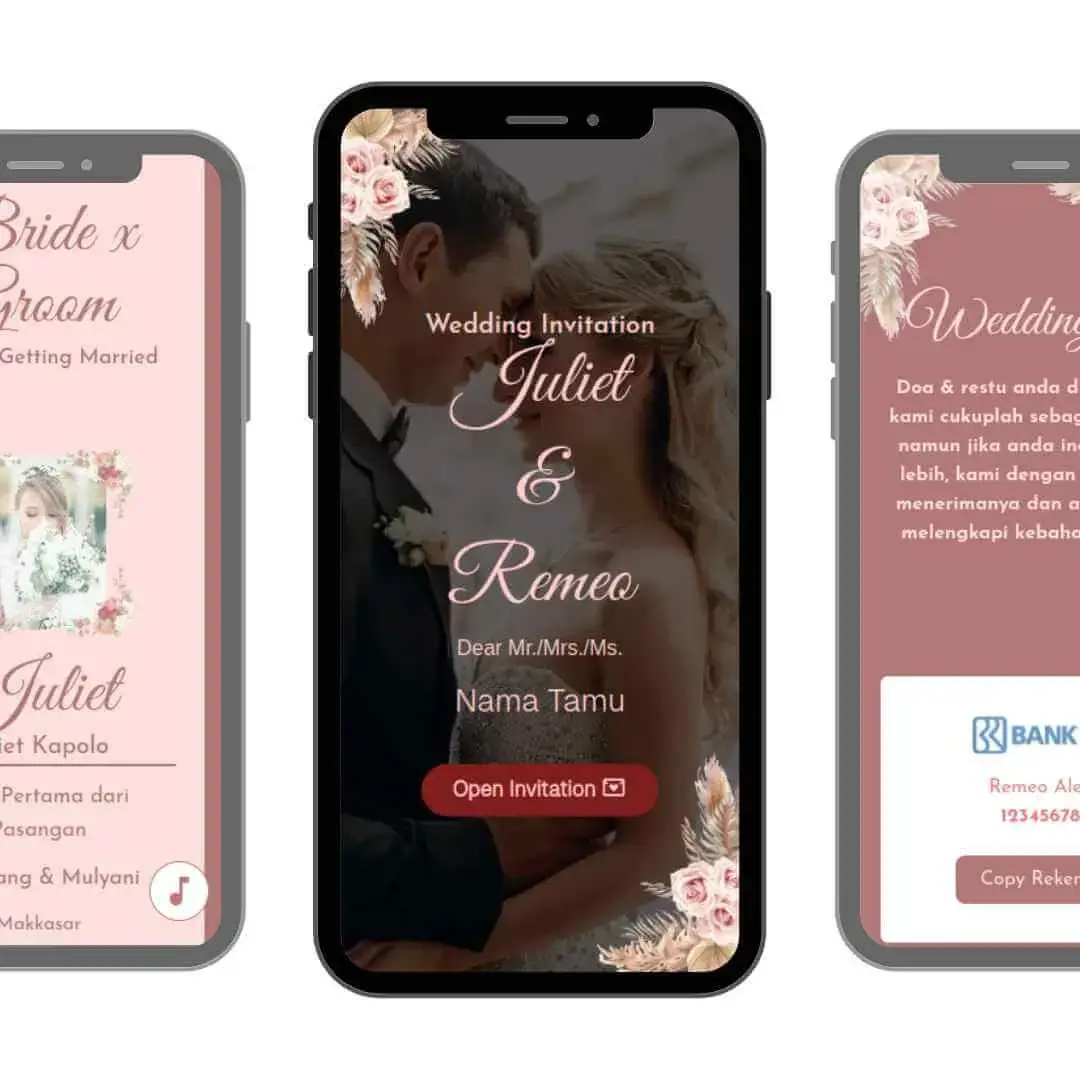 Bride x
Groom
Getting Married
Juliet
iet Kapolo
Pertama dari
Pasangan
ang & Mulyani
Makkasar
Wedding Invitation
Juliet
&
Remeo
Dear Mr./Mrs./Ms.
Nama Tamu
Open Invitation
Wedding
Doa & restu anda d
kami cukuplah sebag
namun jika anda in
lebih, kami dengan
menerimanya dan a
melengkapi kebaha
BANK
Remeo Ale
12345678
Copy Reke